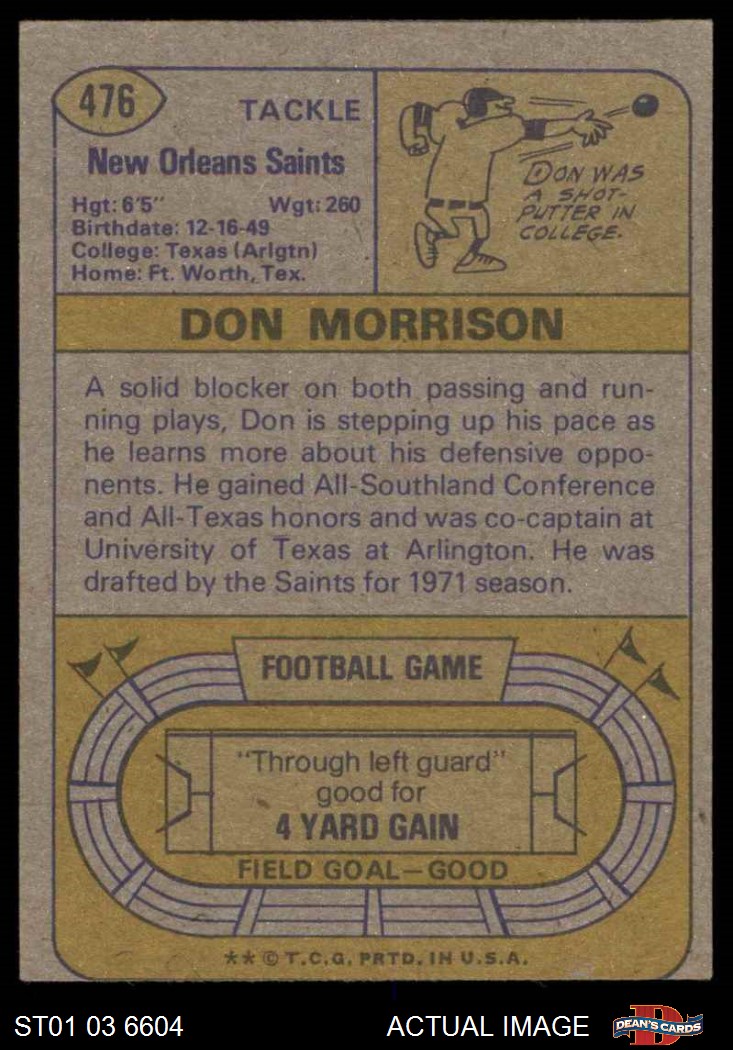 476
TACKLE
New Orleans Saints
Hgt: 6'5" Wgt: 260
Birthdate: 12-16-49
College: Texas (Arlgtn)
Home: Ft. Worth, Tex.
DON WAS
A SHOT-
PUTTER IN
COLLEGE.
DON MORRISON
A solid blocker on both passing and run-
ning plays, Don is stepping up his pace as
he learns more about his defensive oppo-
nents. He gained All-Southland Conference
and All-Texas honors and was co-captain at
University of Texas at Arlington. He was
drafted by the Saints for 1971 season.
FOOTBALL GAME
"Through left guard"
good for
4 YARD GAIN
FIELD GOAL—GOOD
** © T.C.G. PRTD. IN U.S.A.
ST01 03 6604
ACTUAL IMAGE
D
DEAN'S CARDS